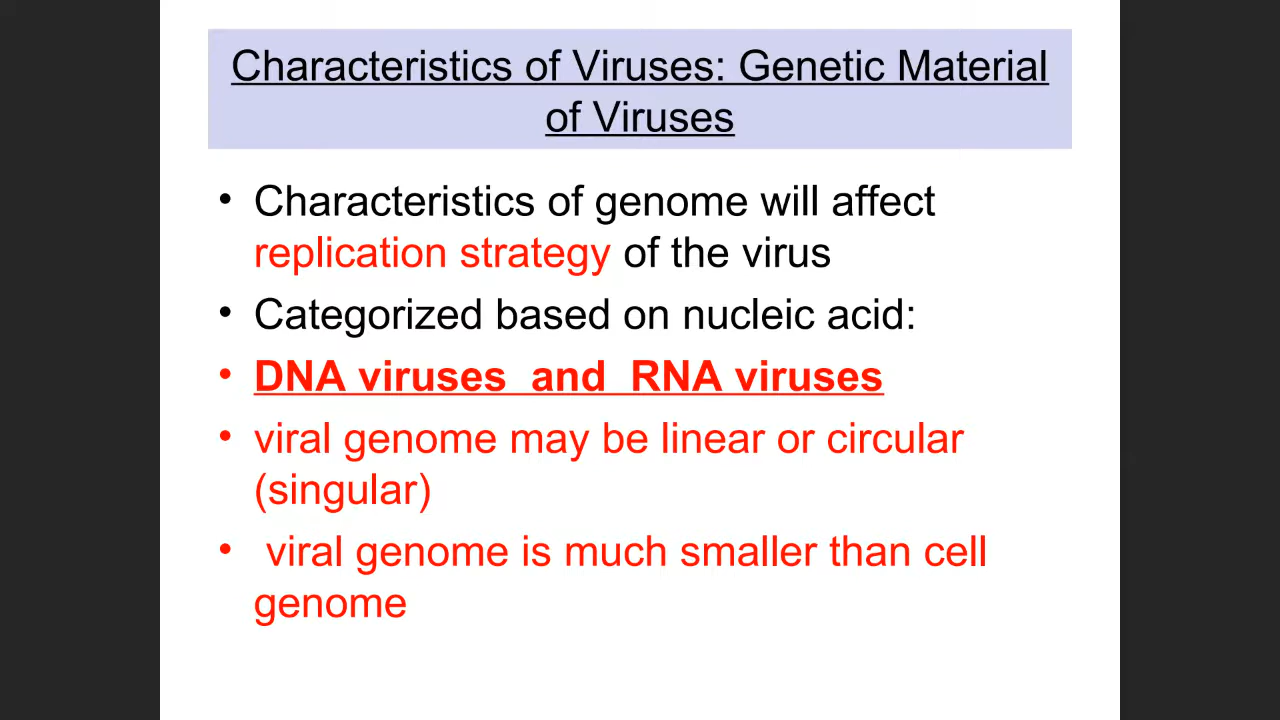 Characteristics of Viruses: Genetic Material
of Viruses
• Characteristics of genome will affect
replication strategy of the virus
• Categorized based on nucleic acid:
• DNA viruses and RNA viruses
• viral genome may be linear or circular
(singular)
• viral genome is much smaller than cell
genome